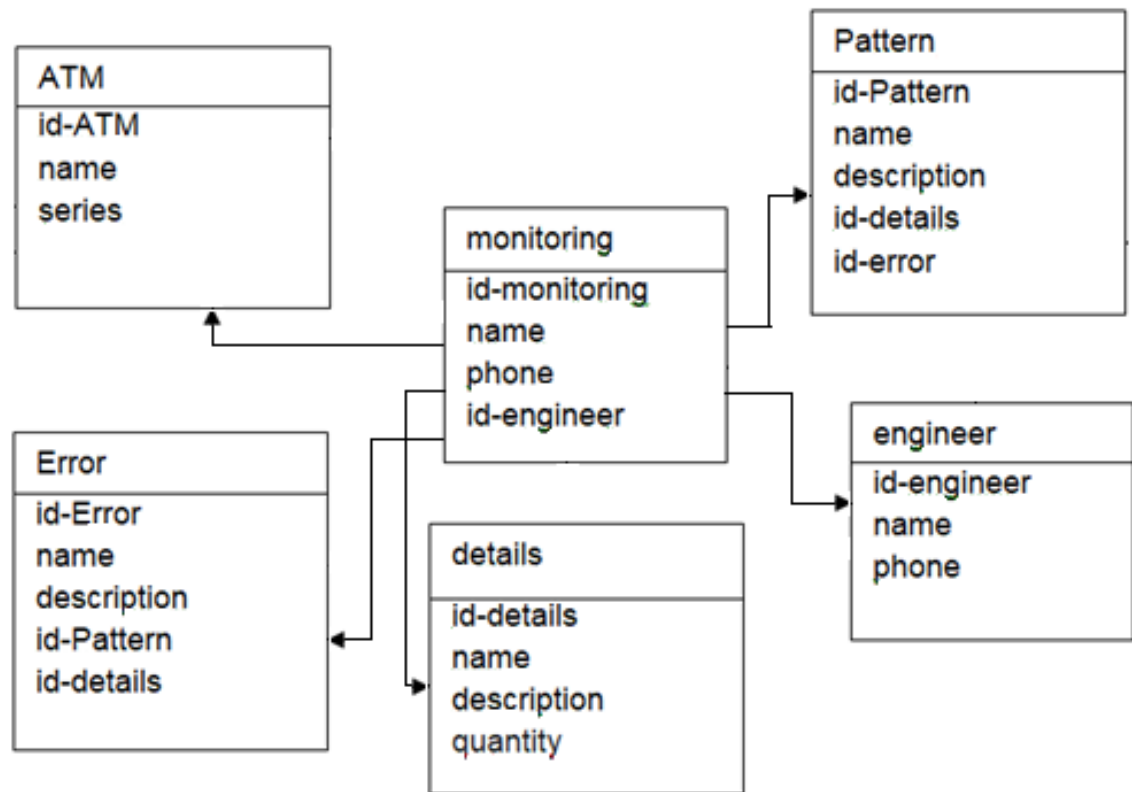 ATM
id-ATM
name
series
Pattern
id-Pattern
name
description
id-details
id-error
monitoring
id-monitoring
name
phone
id-engineer
Error
id-Error
name
description
id-Pattern
id-details
details
id-details
name
description
quantity
engineer
id-engineer
name
phone